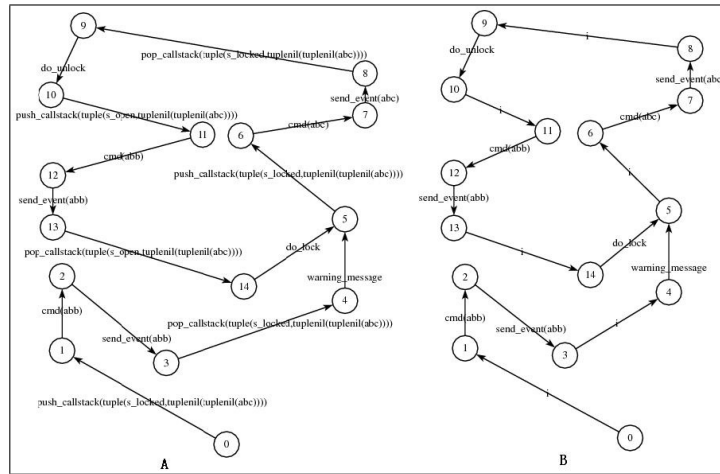 9
pop_callstack(:uple(s_locked,tuplenil(tuplenil(abc))))
do_unlock
8
send_event(abc)
10
push_callstack(tuple(s_open,tuplenil(tuplenil(abc))))
7
cmd(abc)
11
6
cmd(abb)
12
push_callstack(tuple(s_locked,tuplenil(tuplenil(abc))))
send_event(abb)
13
5
pop_callstack(tuple(s_open,tuplenil(tuplenil(abc))))
do_lock
2
14
warning_message
4
cmd(abb)
pop_callstack(tuple(s_locked,tuplenil(tuplenil(abc))))
send_event(abb)
1
3
push_callstack(tuple(s_locked,tuplenil(:uplenil(abc))))
0
A
9
i
do_unlock
8
send_event(abc)
10
i
7
cmd(abc)
11
6
cmd(abb)
12
i
send_event(abb)
13
5
i
do_lock
2
14
warning_message
4
cmd(abb)
i
send_event(abb)
1
3
i
0
B